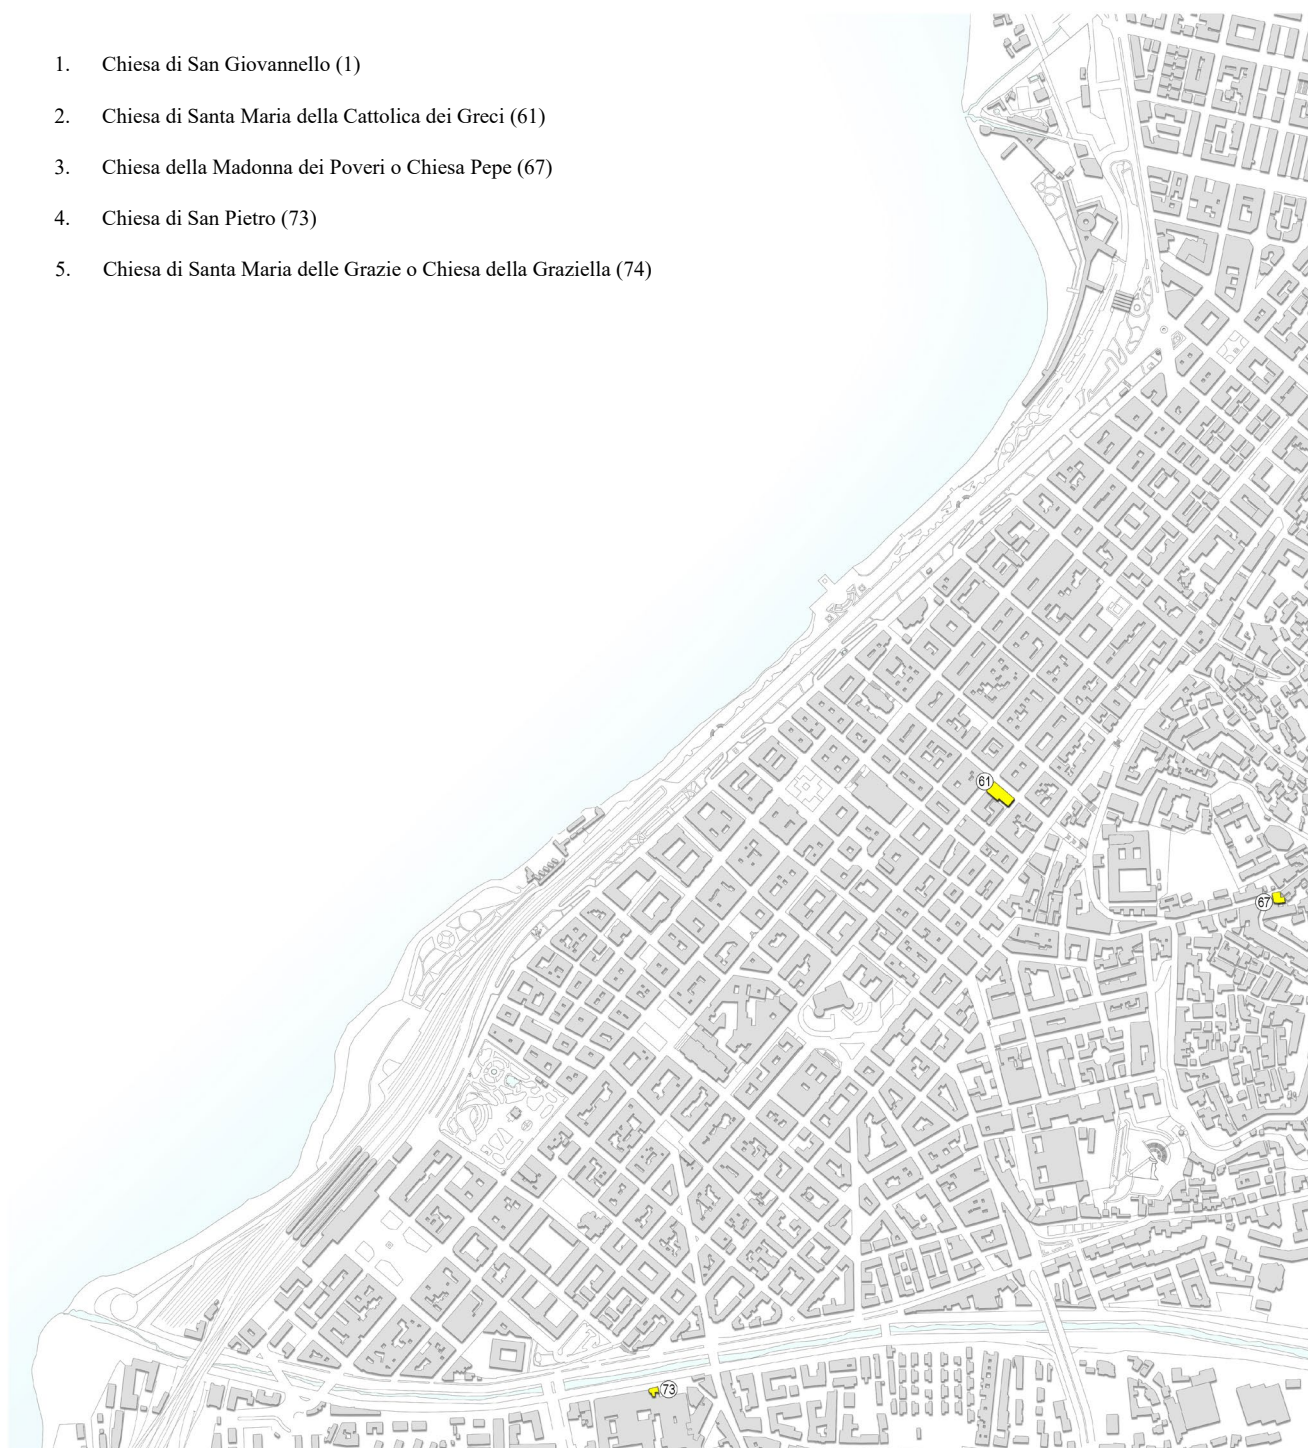 1. Chiesa di San Giovannello (1)
2. Chiesa di Santa Maria della Cattolica dei Greci (61)
3. Chiesa della Madonna dei Poveri o Chiesa Pepe (67)
4. Chiesa di San Pietro (73)
5. Chiesa di Santa Maria delle Grazie o Chiesa della Graziella (74)
61
67
73